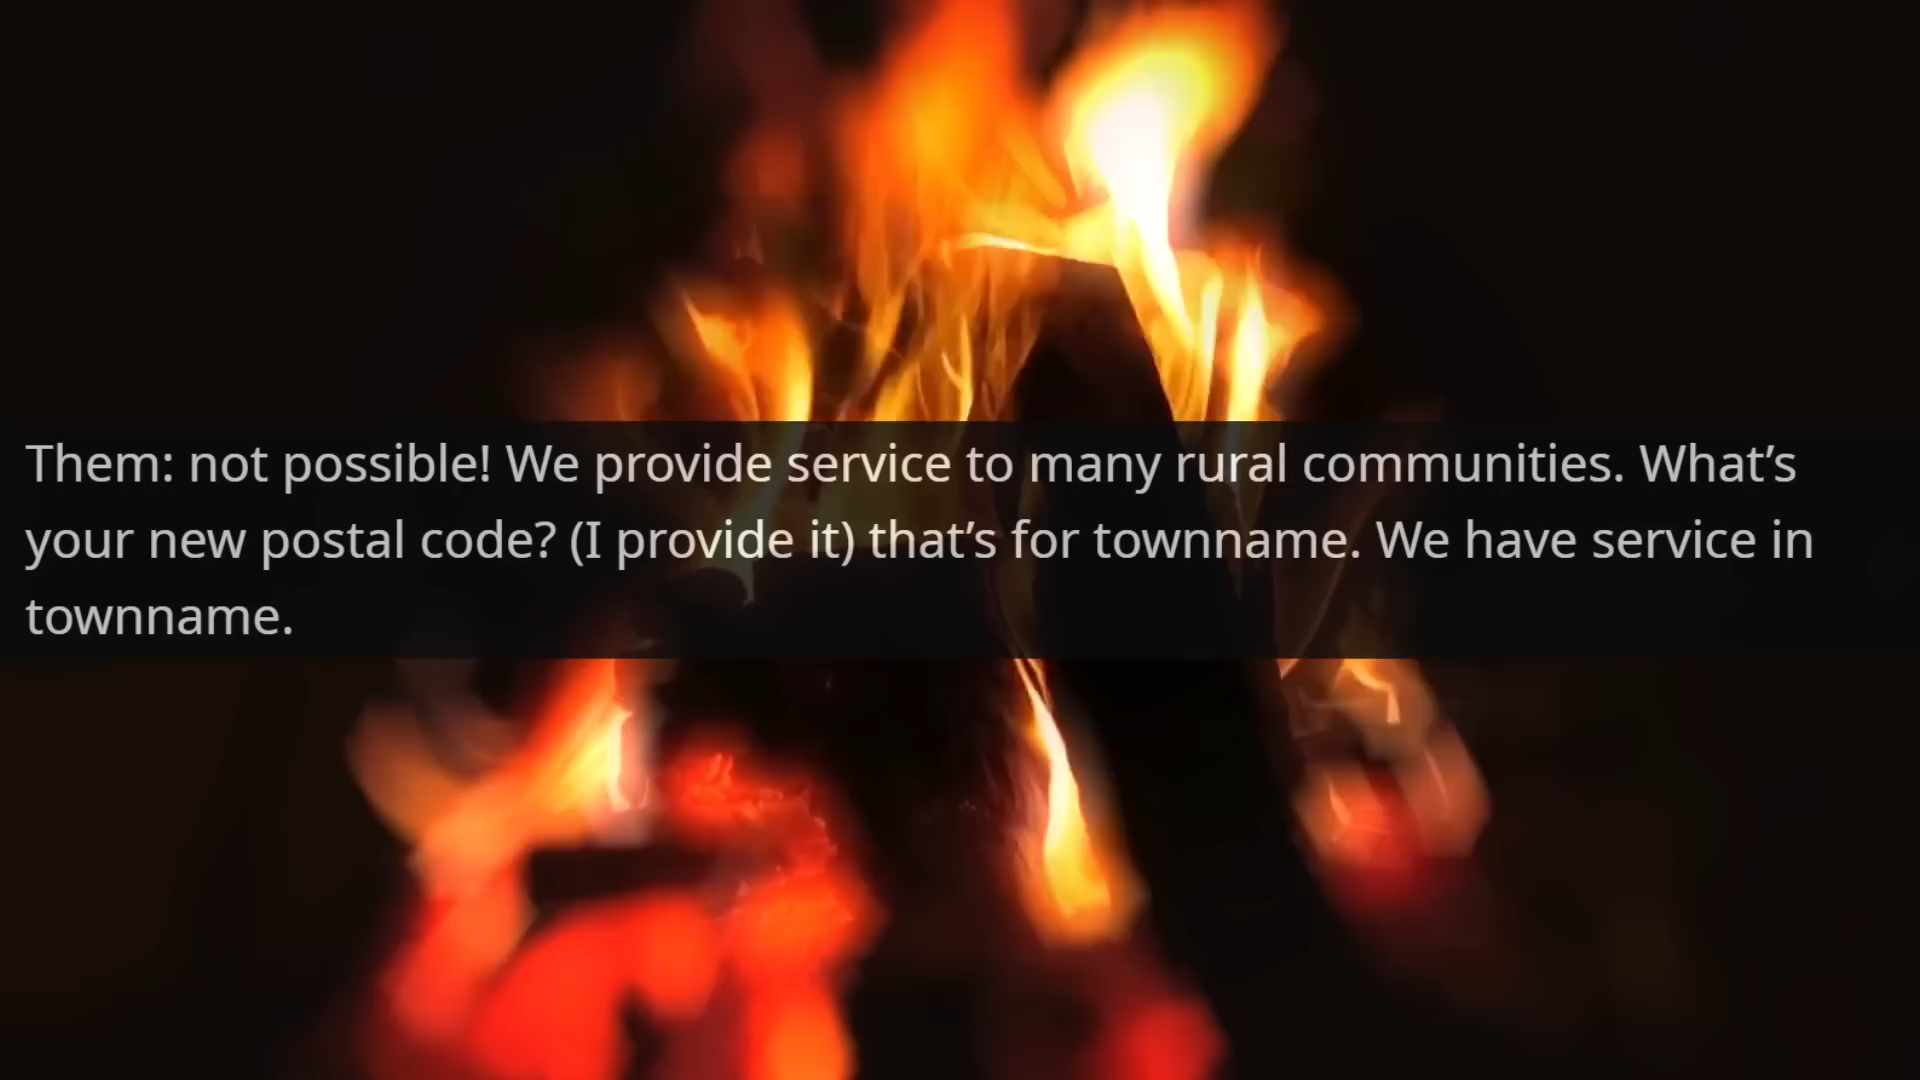 Them: not possible! We provide service to many rural communities. What’s
your new postal code? (I provide it) that’s for townname. We have service in
townname.